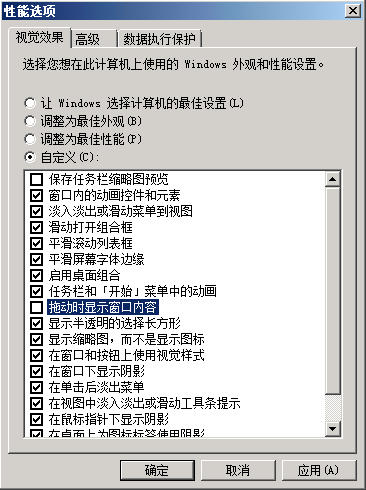 性能选项
视觉效果 高级 数据执行保护
选择您想在此计算机上使用的 Windows 外观和性能设置。
让 Windows 选择计算机的最佳设置(L)
调整为最佳外观(B)
调整为最佳性能(P)
自定义(C):
保存任务栏缩略图预览
窗口内的动画控件和元素
淡入淡出或滑动菜单到视图
滑动打开组合框
平滑滚动列表框
平滑屏幕字体边缘
启用桌面组合
任务栏和「开始」菜单中的动画
拖动时显示窗口内容
显示半透明的选择长方形
显示缩略图，而不是显示图标
在窗口和按钮上使用视觉样式
在窗口下显示阴影
在单击后淡出菜单
在视图中淡入淡出或滑动工具条提示
在鼠标指针下显示阴影
在桌面上为图标标签使用阴影
确定 取消 应用(A)